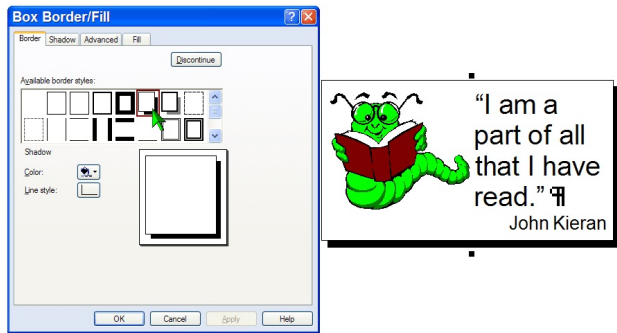 Box Border/Fill
Border Shadow Advanced Fill
Discontinue
Available border styles:
Shadow
Color:
Line style:
OK Cancel Apply Help
“I am a
part of all
that I have
read.” ¶
John Kieran